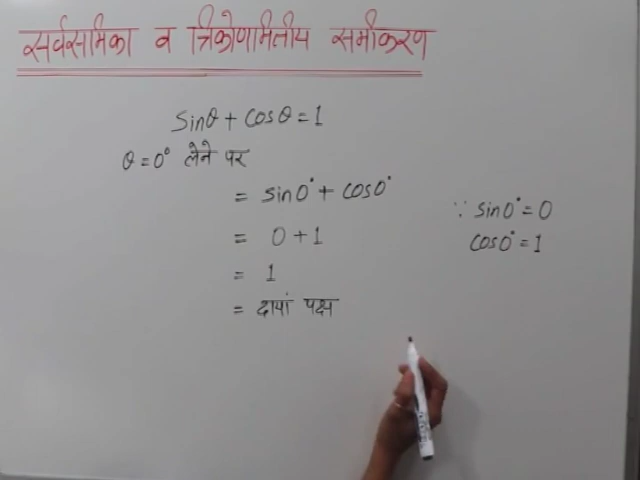 सर्वसमिका व त्रिकोणमितीय समीकरण
sinθ + cosθ = 1
θ = 0° लेने पर
= sin0° + cos0°
= 0 + 1
= 1
= दायां पक्ष
∵ sin0° = 0
cos0° = 1